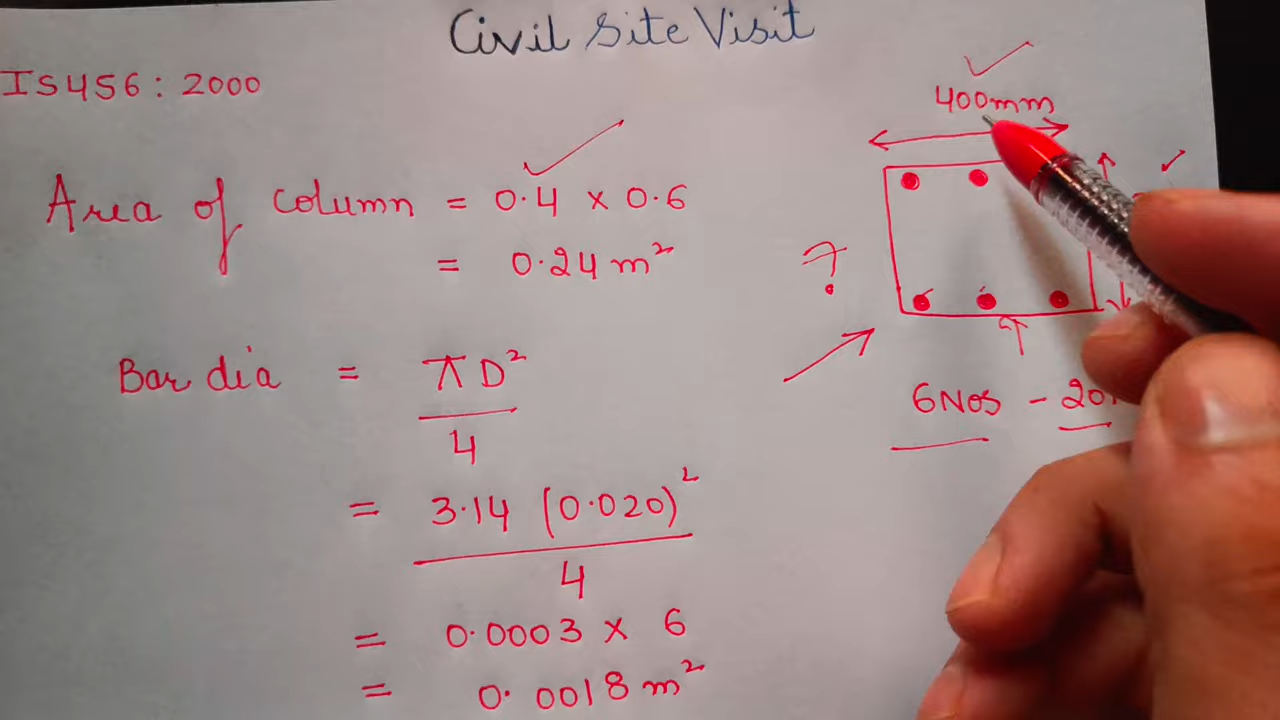 Civil Site Visit
IS456: 2000
400mm
Area of column = 0.4 x 0.6
= 0.24 m²
?
Bar dia = πD²
4
6Nos - 20
= 3.14 (0.020)²
4
= 0.0003 x 6
= 0.0018 m²